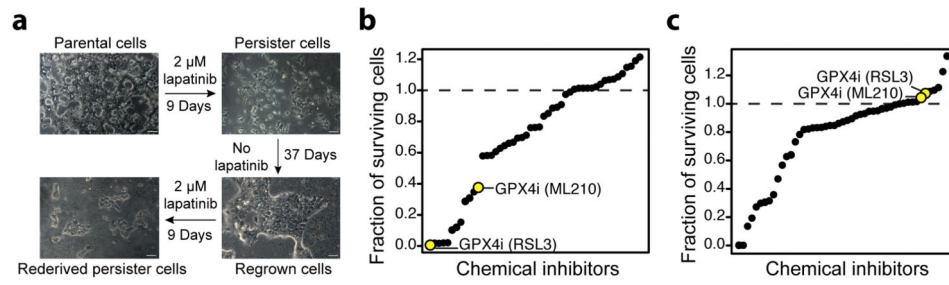 a
Parental cells
2 μM
lapatinib
9 Days
Persister cells
No
lapatinib
37 Days
2 μM
lapatinib
9 Days
Rederived persister cells
Regrown cells
b
Fraction of surviving cells
1.2
1.0
0.8
0.6
0.4
0.2
0.0
GPX4i (ML210)
GPX4i (RSL3)
Chemical inhibitors
c
Fraction of surviving cells
1.2
1.0
0.8
0.6
0.4
0.2
0.0
GPX4i (RSL3)
GPX4i (ML210)
Chemical inhibitors